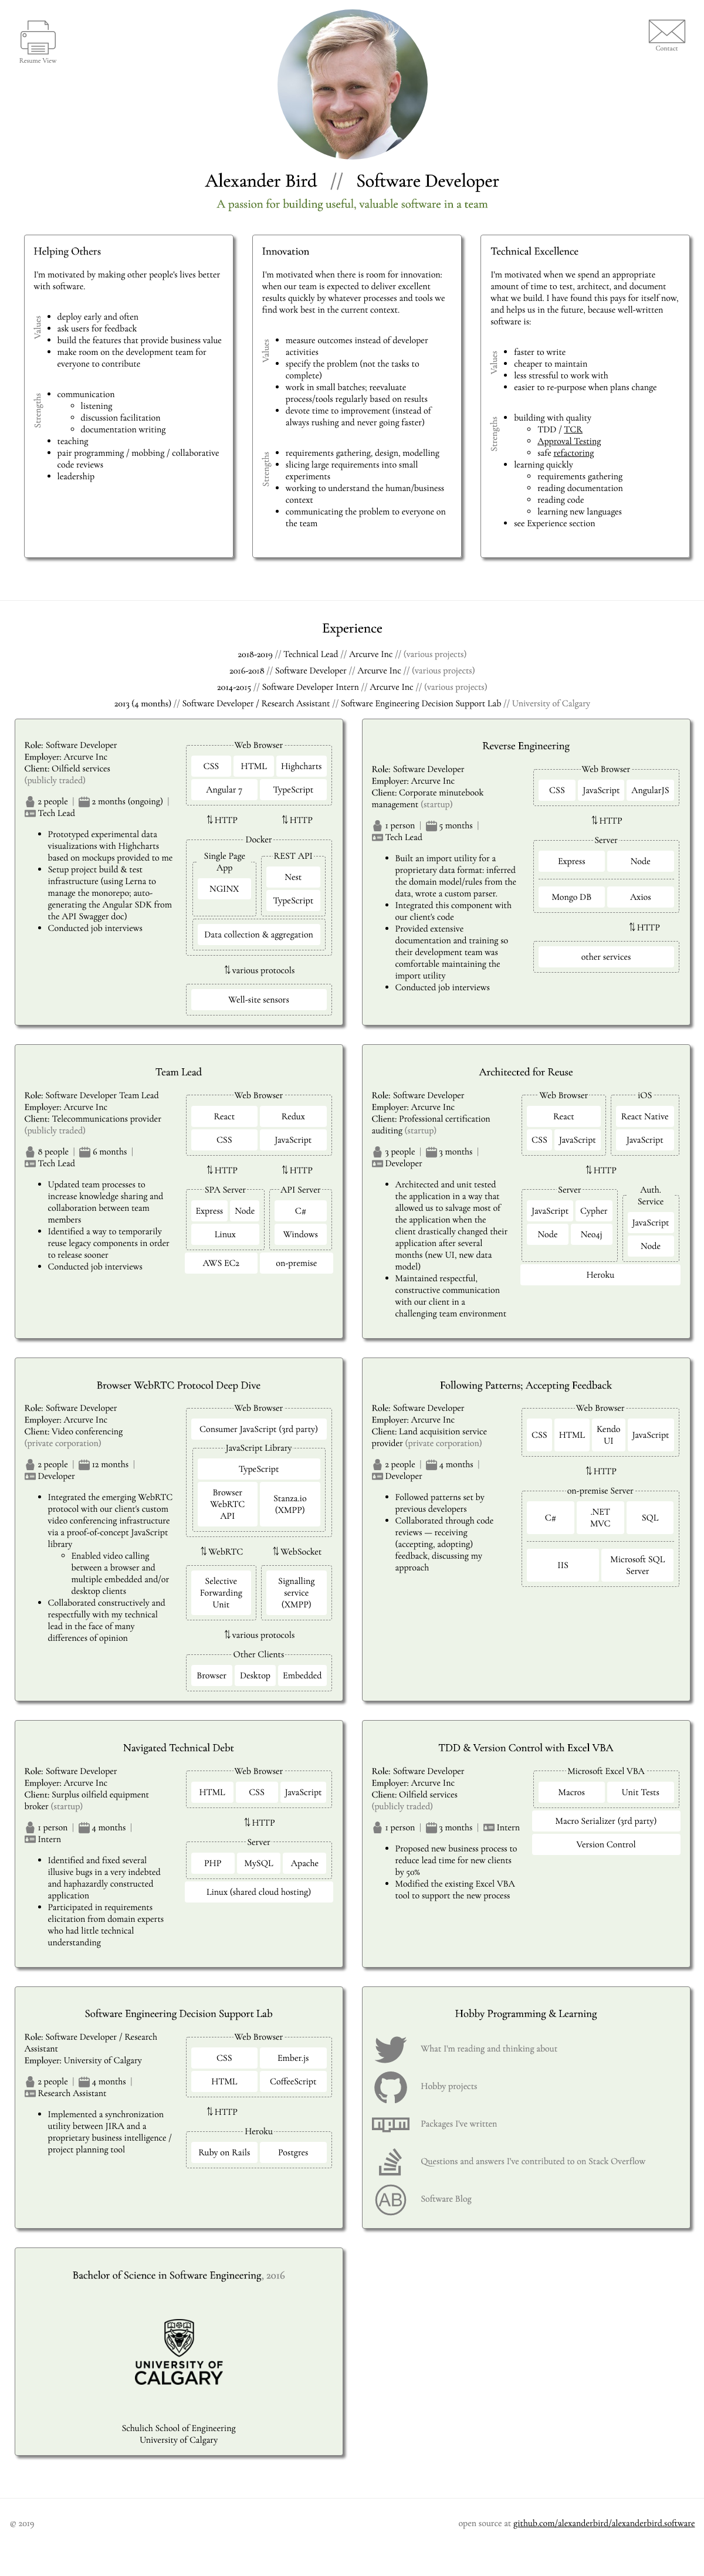 Resume View
Contact
Alexander Bird // Software Developer
A passion for building useful, valuable software in a team
Helping Others
I'm motivated by making other people's lives better
with software.
Values
deploy early and often
ask users for feedback
build the features that provide business value
make room on the development team for
everyone to contribute
Strengths
communication
listening
discussion facilitation
documentation writing
teaching
pair programming / mobbing / collaborative
code reviews
leadership
Innovation
I'm motivated when there is room for innovation:
when our team is expected to deliver excellent
results quickly by whatever processes and tools we
find work best in the current context.
Values
measure outcomes instead of developer
activities
specify the problem (not the tasks to
complete)
work in small batches; reevaluate
process/tools regularly based on results
devote time to improvement (instead of
always rushing and never going faster)
Strengths
requirements gathering, design, modelling
slicing large requirements into small
experiments
working to understand the human/business
context
communicating the problem to everyone on
the team
Technical Excellence
I'm motivated when we spend an appropriate
amount of time to test, architect, and document
what we build. I have found this pays for itself now,
and helps us in the future, because well-written
software is:
Values
faster to write
cheaper to maintain
less stressful to work with
easier to re-purpose when plans change
Strengths
building with quality
TDD / TCR
Approval Testing
safe refactoring
learning quickly
requirements gathering
reading documentation
reading code
learning new languages
see Experience section
Experience
2018-2019 // Technical Lead // Arcurve Inc // (various projects)
2016-2018 // Software Developer // Arcurve Inc // (various projects)
2014-2015 // Software Developer Intern // Arcurve Inc // (various projects)
2013 (4 months) // Software Developer / Research Assistant // Software Engineering Decision Support Lab // University of Calgary
Role: Software Developer
Employer: Arcurve Inc
Client: Oilfield services
(publicly traded)
2 people | 2 months (ongoing) |
Tech Lead
Prototyped experimental data
visualizations with Highcharts
based on mockups provided to me
Setup project build & test
infrastructure (using Lerna to
manage the monorepo; auto-
generating the Angular SDK from
the API Swagger doc)
Conducted job interviews
Web Browser
CSS HTML Highcharts
Angular 7 TypeScript
⇅ HTTP ⇅ HTTP
Docker
Single Page
App
NGINX
REST API
Nest
TypeScript
Data collection & aggregation
⇅ various protocols
Well-site sensors
Reverse Engineering
Role: Software Developer
Employer: Arcurve Inc
Client: Corporate minutebook
management (startup)
1 person | 5 months |
Tech Lead
Built an import utility for a
proprietary data format: inferred
the domain model/rules from the
data, wrote a custom parser.
Integrated this component with
our client's code
Provided extensive
documentation and training so
their development team was
comfortable maintaining the
import utility
Conducted job interviews
Web Browser
CSS JavaScript AngularJS
⇅ HTTP
Server
Express Node
Mongo DB Axios
⇅ HTTP
other services
Team Lead
Role: Software Developer Team Lead
Employer: Arcurve Inc
Client: Telecommunications provider
(publicly traded)
8 people | 6 months |
Tech Lead
Updated team processes to
increase knowledge sharing and
collaboration between team
members
Identified a way to temporarily
reuse legacy components in order
to release sooner
Conducted job interviews
Web Browser
React Redux
CSS JavaScript
⇅ HTTP ⇅ HTTP
SPA Server
Express Node
Linux
API Server
C#
Windows
AWS EC2 on-premise
Architected for Reuse
Role: Software Developer
Employer: Arcurve Inc
Client: Professional certification
auditing (startup)
3 people | 3 months |
Developer
Architected and unit tested
the application in a way that
allowed us to salvage most of
the application when the
client drastically changed their
application after several
months (new UI, new data
model)
Maintained respectful,
constructive communication
with our client in a
challenging team environment
Web Browser
React
CSS JavaScript
iOS
React Native
JavaScript
⇅ HTTP
Server
JavaScript Cypher
Node Neo4j
Auth.
Service
JavaScript
Node
Heroku
Browser WebRTC Protocol Deep Dive
Role: Software Developer
Employer: Arcurve Inc
Client: Video conferencing
(private corporation)
2 people | 12 months |
Developer
Integrated the emerging WebRTC
protocol with our client's custom
video conferencing infrastructure
via a proof-of-concept JavaScript
library
Enabled video calling
between a browser and
multiple embedded and/or
desktop clients
Collaborated constructively and
respectfully with my technical
lead in the face of many
differences of opinion
Web Browser
Consumer JavaScript (3rd party)
JavaScript Library
TypeScript
Browser
WebRTC
API
Stanza.io
(XMPP)
⇅ WebRTC ⇅ WebSocket
Selective
Forwarding
Unit
Signalling
service
(XMPP)
⇅ various protocols
Other Clients
Browser Desktop Embedded
Following Patterns; Accepting Feedback
Role: Software Developer
Employer: Arcurve Inc
Client: Land acquisition service
provider (private corporation)
2 people | 4 months |
Developer
Followed patterns set by
previous developers
Collaborated through code
reviews — receiving
(accepting, adopting)
feedback, discussing my
approach
Web Browser
CSS HTML Kendo
UI JavaScript
⇅ HTTP
on-premise Server
C# .NET
MVC SQL
IIS Microsoft SQL
Server
Navigated Technical Debt
Role: Software Developer
Employer: Arcurve Inc
Client: Surplus oilfield equipment
broker (startup)
1 person | 4 months |
Intern
Identified and fixed several
illusive bugs in a very indebted
and haphazardly constructed
application
Participated in requirements
elicitation from domain experts
who had little technical
understanding
Web Browser
HTML CSS JavaScript
⇅ HTTP
Server
PHP MySQL Apache
Linux (shared cloud hosting)
TDD & Version Control with Excel VBA
Role: Software Developer
Employer: Arcurve Inc
Client: Oilfield services
(publicly traded)
1 person | 3 months | Intern
Proposed new business process to
reduce lead time for new clients
by 50%
Modified the existing Excel VBA
tool to support the new process
Microsoft Excel VBA
Macros Unit Tests
Macro Serializer (3rd party)
Version Control
Software Engineering Decision Support Lab
Role: Software Developer / Research
Assistant
Employer: University of Calgary
2 people | 4 months |
Research Assistant
Implemented a synchronization
utility between JIRA and a
proprietary business intelligence /
project planning tool
Web Browser
CSS Ember.js
HTML CoffeeScript
⇅ HTTP
Heroku
Ruby on Rails Postgres
Hobby Programming & Learning
What I'm reading and thinking about
Hobby projects
npm
Packages I've written
Questions and answers I've contributed to on Stack Overflow
AB
Software Blog
Bachelor of Science in Software Engineering, 2016
UNIVERSITY OF
CALGARY
Schulich School of Engineering
University of Calgary
© 2019
open source at github.com/alexanderbird/alexanderbird.software